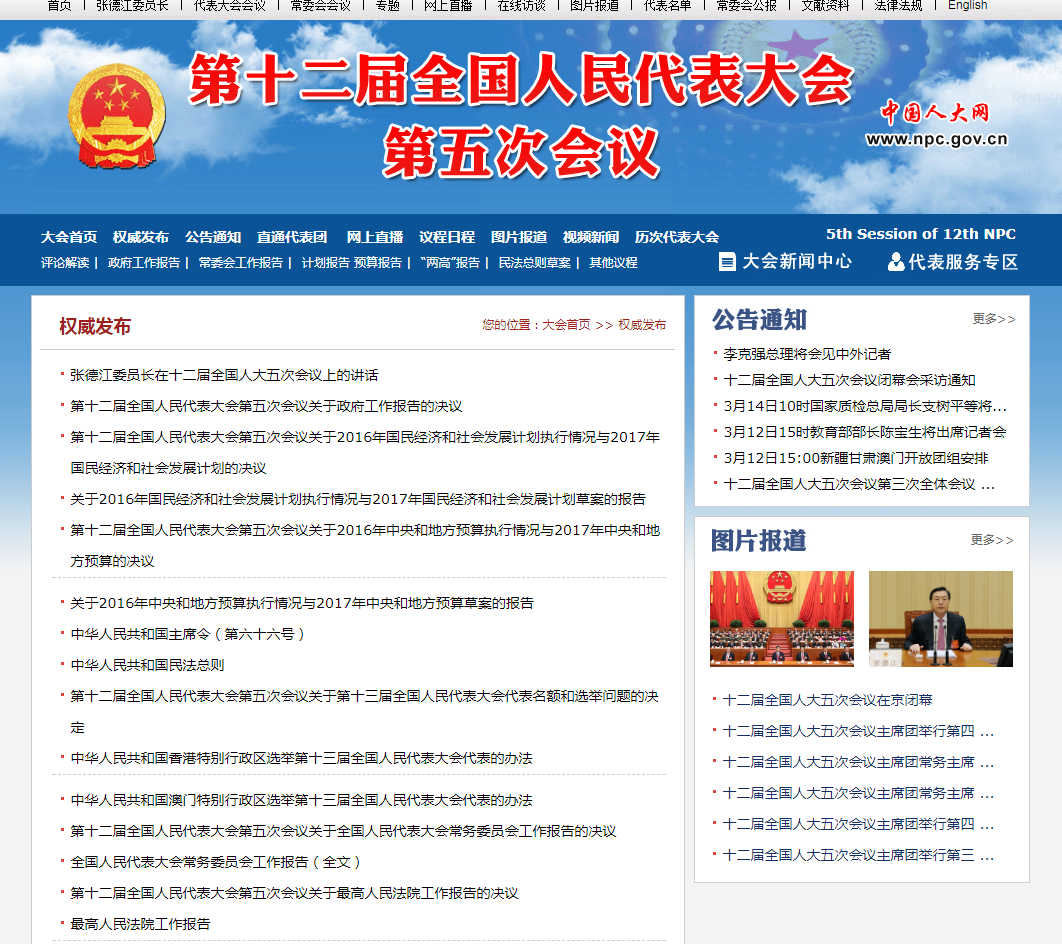 首页 | 张德江委员长 | 代表大会会议 | 常委会会议 | 专题 | 网上直播 | 在线访谈 | 图片报道 | 代表名单 | 常委会公报 | 文献资料 | 法律法规 | English
第十二届全国人民代表大会
第五次会议
中国人大网
www.npc.gov.cn
大会首页 权威发布 公告通知 直通代表团 网上直播 议程日程 图片报道 视频新闻 历次代表大会
5th Session of 12th NPC
评论解读 | 政府工作报告 | 常委会工作报告 | 计划报告 预算报告 | “两高”报告 | 民法总则草案 | 其他议程
大会新闻中心 代表服务专区
权威发布
您的位置：大会首页 >> 权威发布
张德江委员长在十二届全国人大五次会议上的讲话
第十二届全国人民代表大会第五次会议关于政府工作报告的决议
第十二届全国人民代表大会第五次会议关于2016年国民经济和社会发展计划执行情况与2017年
国民经济和社会发展计划的决议
关于2016年国民经济和社会发展计划执行情况与2017年国民经济和社会发展计划草案的报告
第十二届全国人民代表大会第五次会议关于2016年中央和地方预算执行情况与2017年中央和地
方预算的决议
关于2016年中央和地方预算执行情况与2017年中央和地方预算草案的报告
中华人民共和国主席令（第六十六号）
中华人民共和国民法总则
第十二届全国人民代表大会第五次会议关于第十三届全国人民代表大会代表名额和选举问题的决
定
中华人民共和国香港特别行政区选举第十三届全国人民代表大会代表的办法
中华人民共和国澳门特别行政区选举第十三届全国人民代表大会代表的办法
第十二届全国人民代表大会第五次会议关于全国人民代表大会常务委员会工作报告的决议
全国人民代表大会常务委员会工作报告（全文）
第十二届全国人民代表大会第五次会议关于最高人民法院工作报告的决议
最高人民法院工作报告
公告通知
更多>>
李克强总理将会见中外记者
十二届全国人大五次会议闭幕会采访通知
3月14日10时国家质检总局局长支树平等将...
3月12日15时教育部部长陈宝生将出席记者会
3月12日15:00新疆甘肃澳门开放团组安排
十二届全国人大五次会议第三次全体会议 ...
图片报道
更多>>
十二届全国人大五次会议在京闭幕
十二届全国人大五次会议主席团举行第四 ...
十二届全国人大五次会议主席团常务主席 ...
十二届全国人大五次会议主席团常务主席 ...
十二届全国人大五次会议主席团举行第四 ...
十二届全国人大五次会议主席团举行第三 ...